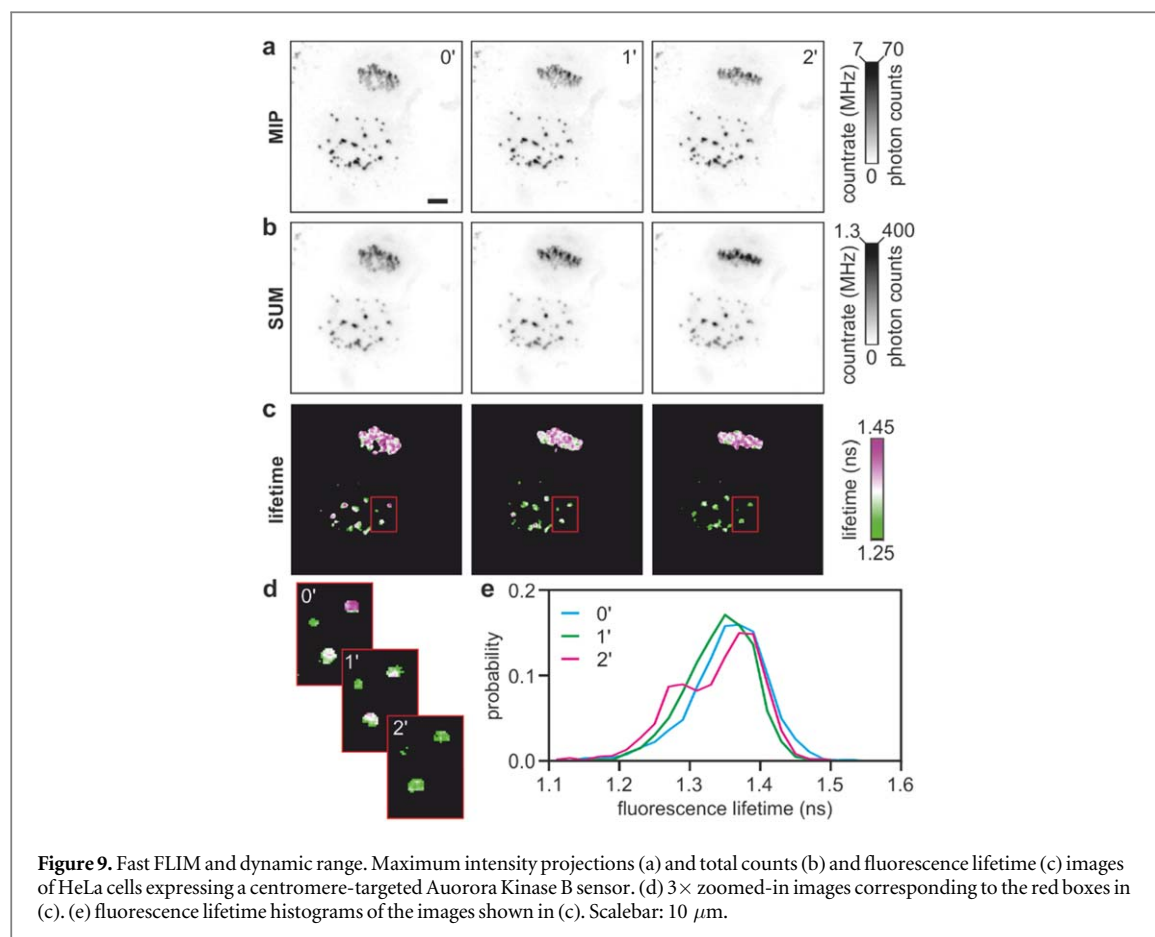 a
0'
1'
2'
MIP
7 70
countrate (MHz)
photon counts
0
b
SUM
1.3 400
countrate (MHz)
photon counts
0
c
lifetime
1.45
lifetime (ns)
1.25
d
0'
1'
2'
e
0.2
0.1
0.0
probability
0'
1'
2'
1.1 1.2 1.3 1.4 1.5 1.6
fluorescence lifetime (ns)
Figure 9. Fast FLIM and dynamic range. Maximum intensity projections (a) and total counts (b) and fluorescence lifetime (c) images
of HeLa cells expressing a centromere-targeted Auorora Kinase B sensor. (d) 3× zoomed-in images corresponding to the red boxes in
(c). (e) fluorescence lifetime histograms of the images shown in (c). Scalebar: 10 μm.